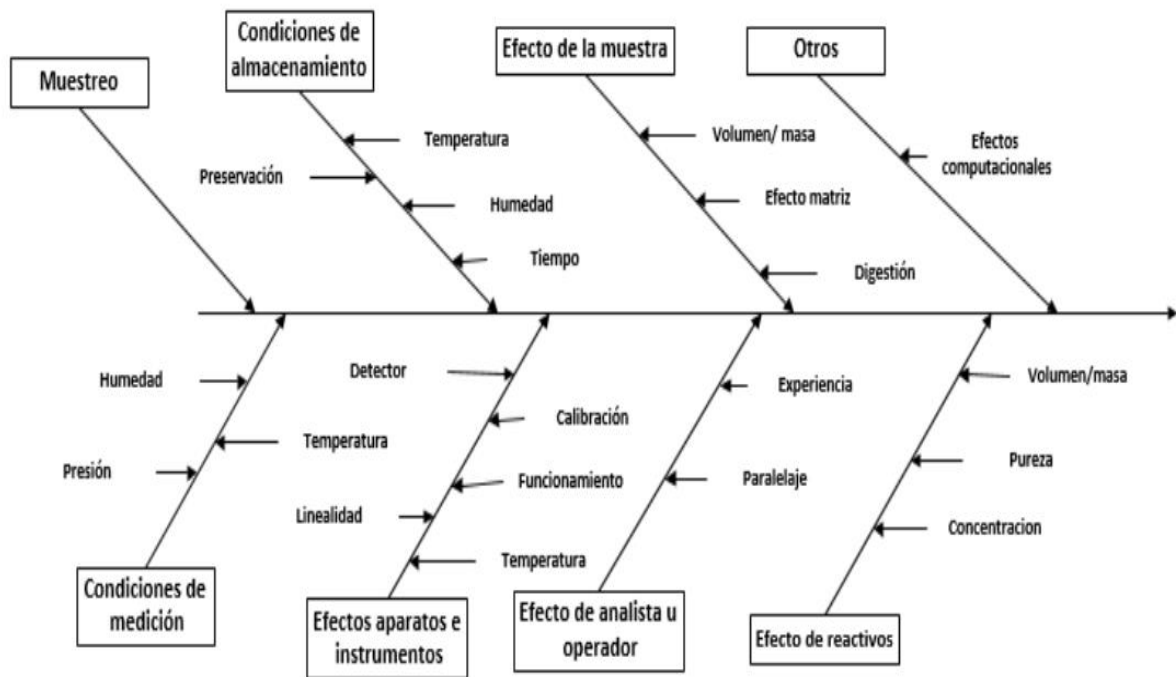 Condiciones de
almacenamiento
Efecto de la muestra
Otros
Muestreo
Temperatura
Preservación
Humedad
Tiempo
Volumen/ masa
Efecto matriz
Digestión
Efectos
computacionales
Humedad
Temperatura
Presión
Detector
Calibración
Funcionamiento
Linealidad
Temperatura
Experiencia
Paralelaje
Volumen/masa
Pureza
Concentracion
Condiciones de
medición
Efectos aparatos e
instrumentos
Efecto de analista u
operador
Efecto de reactivos